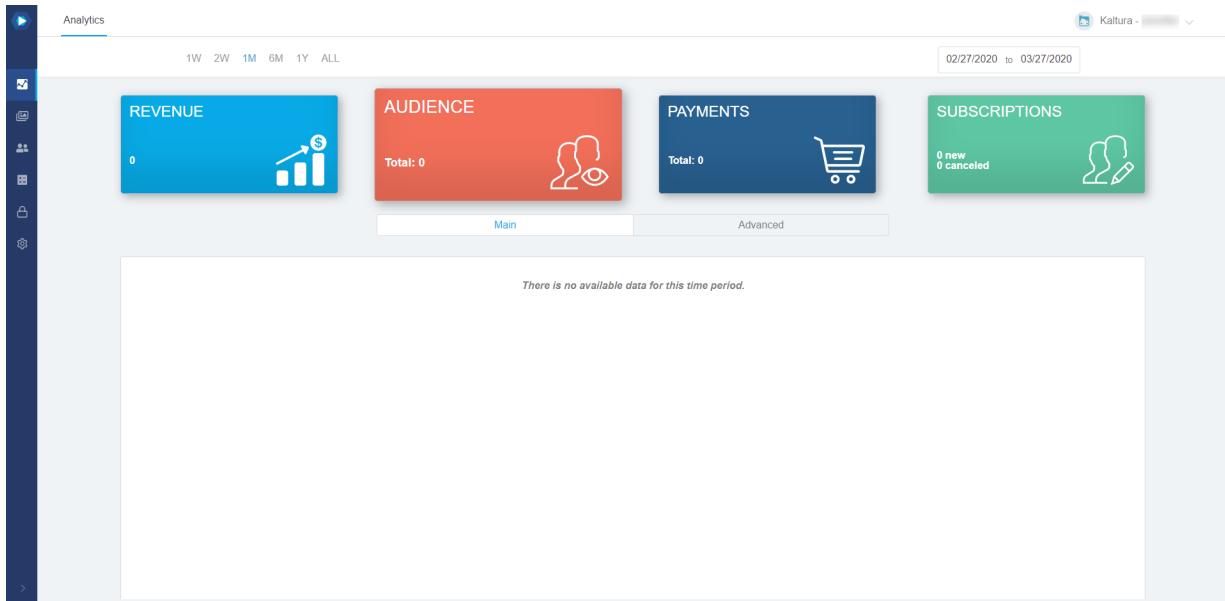 Analytics
Kaltura -
1W 2W 1M 6M 1Y ALL
02/27/2020 to 03/27/2020
REVENUE
0
$
AUDIENCE
Total: 0
PAYMENTS
Total: 0
SUBSCRIPTIONS
0 new
0 canceled
Main
Advanced
There is no available data for this time period.